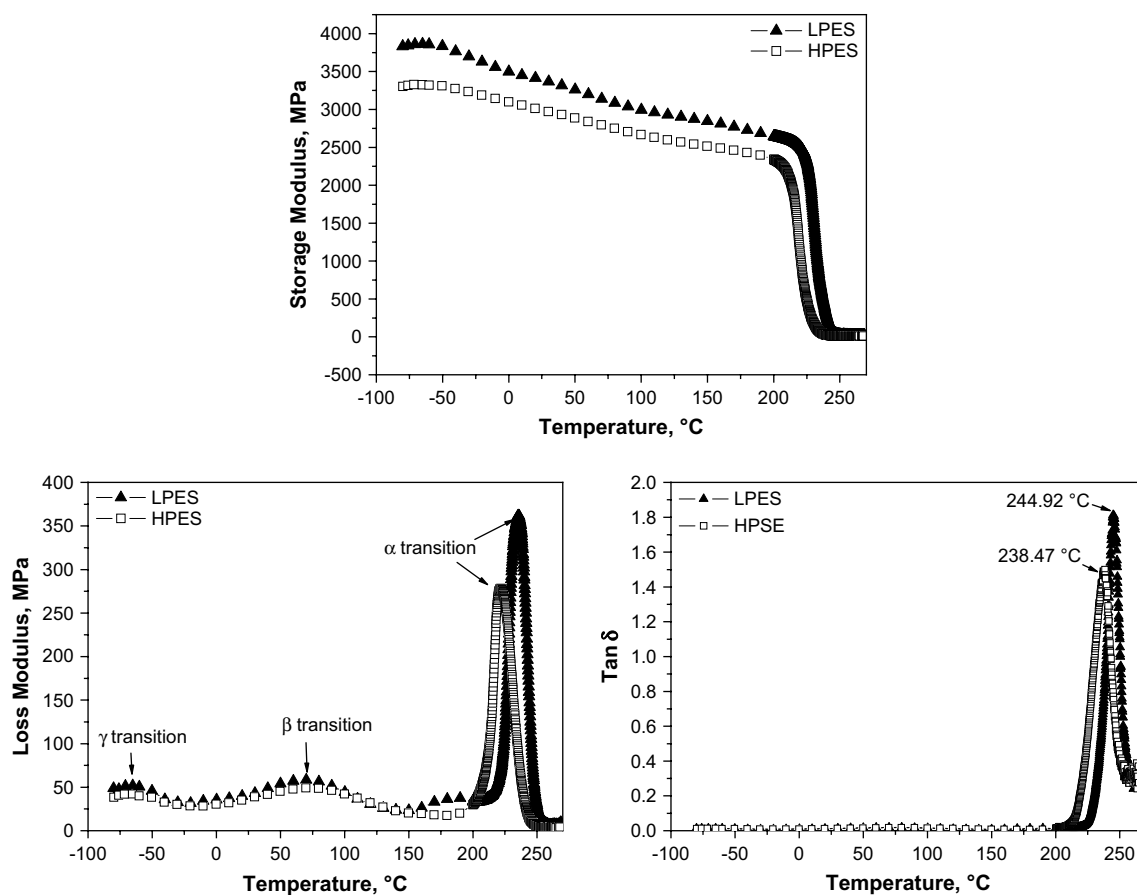 4000
3500
3000
2500
2000
1500
1000
500
0
-500
Storage Modulus, MPa
LPES
HPES
-100 -50 0 50 100 150 200 250
Temperature, °C
400
350
300
250
200
150
100
50
0
Loss Modulus, MPa
LPES
HPES
α transition
β transition
γ transition
-100 -50 0 50 100 150 200 250
Temperature, °C
2.0
1.8
1.6
1.4
1.2
1.0
0.8
0.6
0.4
0.2
0.0
Tan δ
LPES
HPSE
244.92 °C
238.47 °C
-100 -50 0 50 100 150 200 250
Temperature, °C